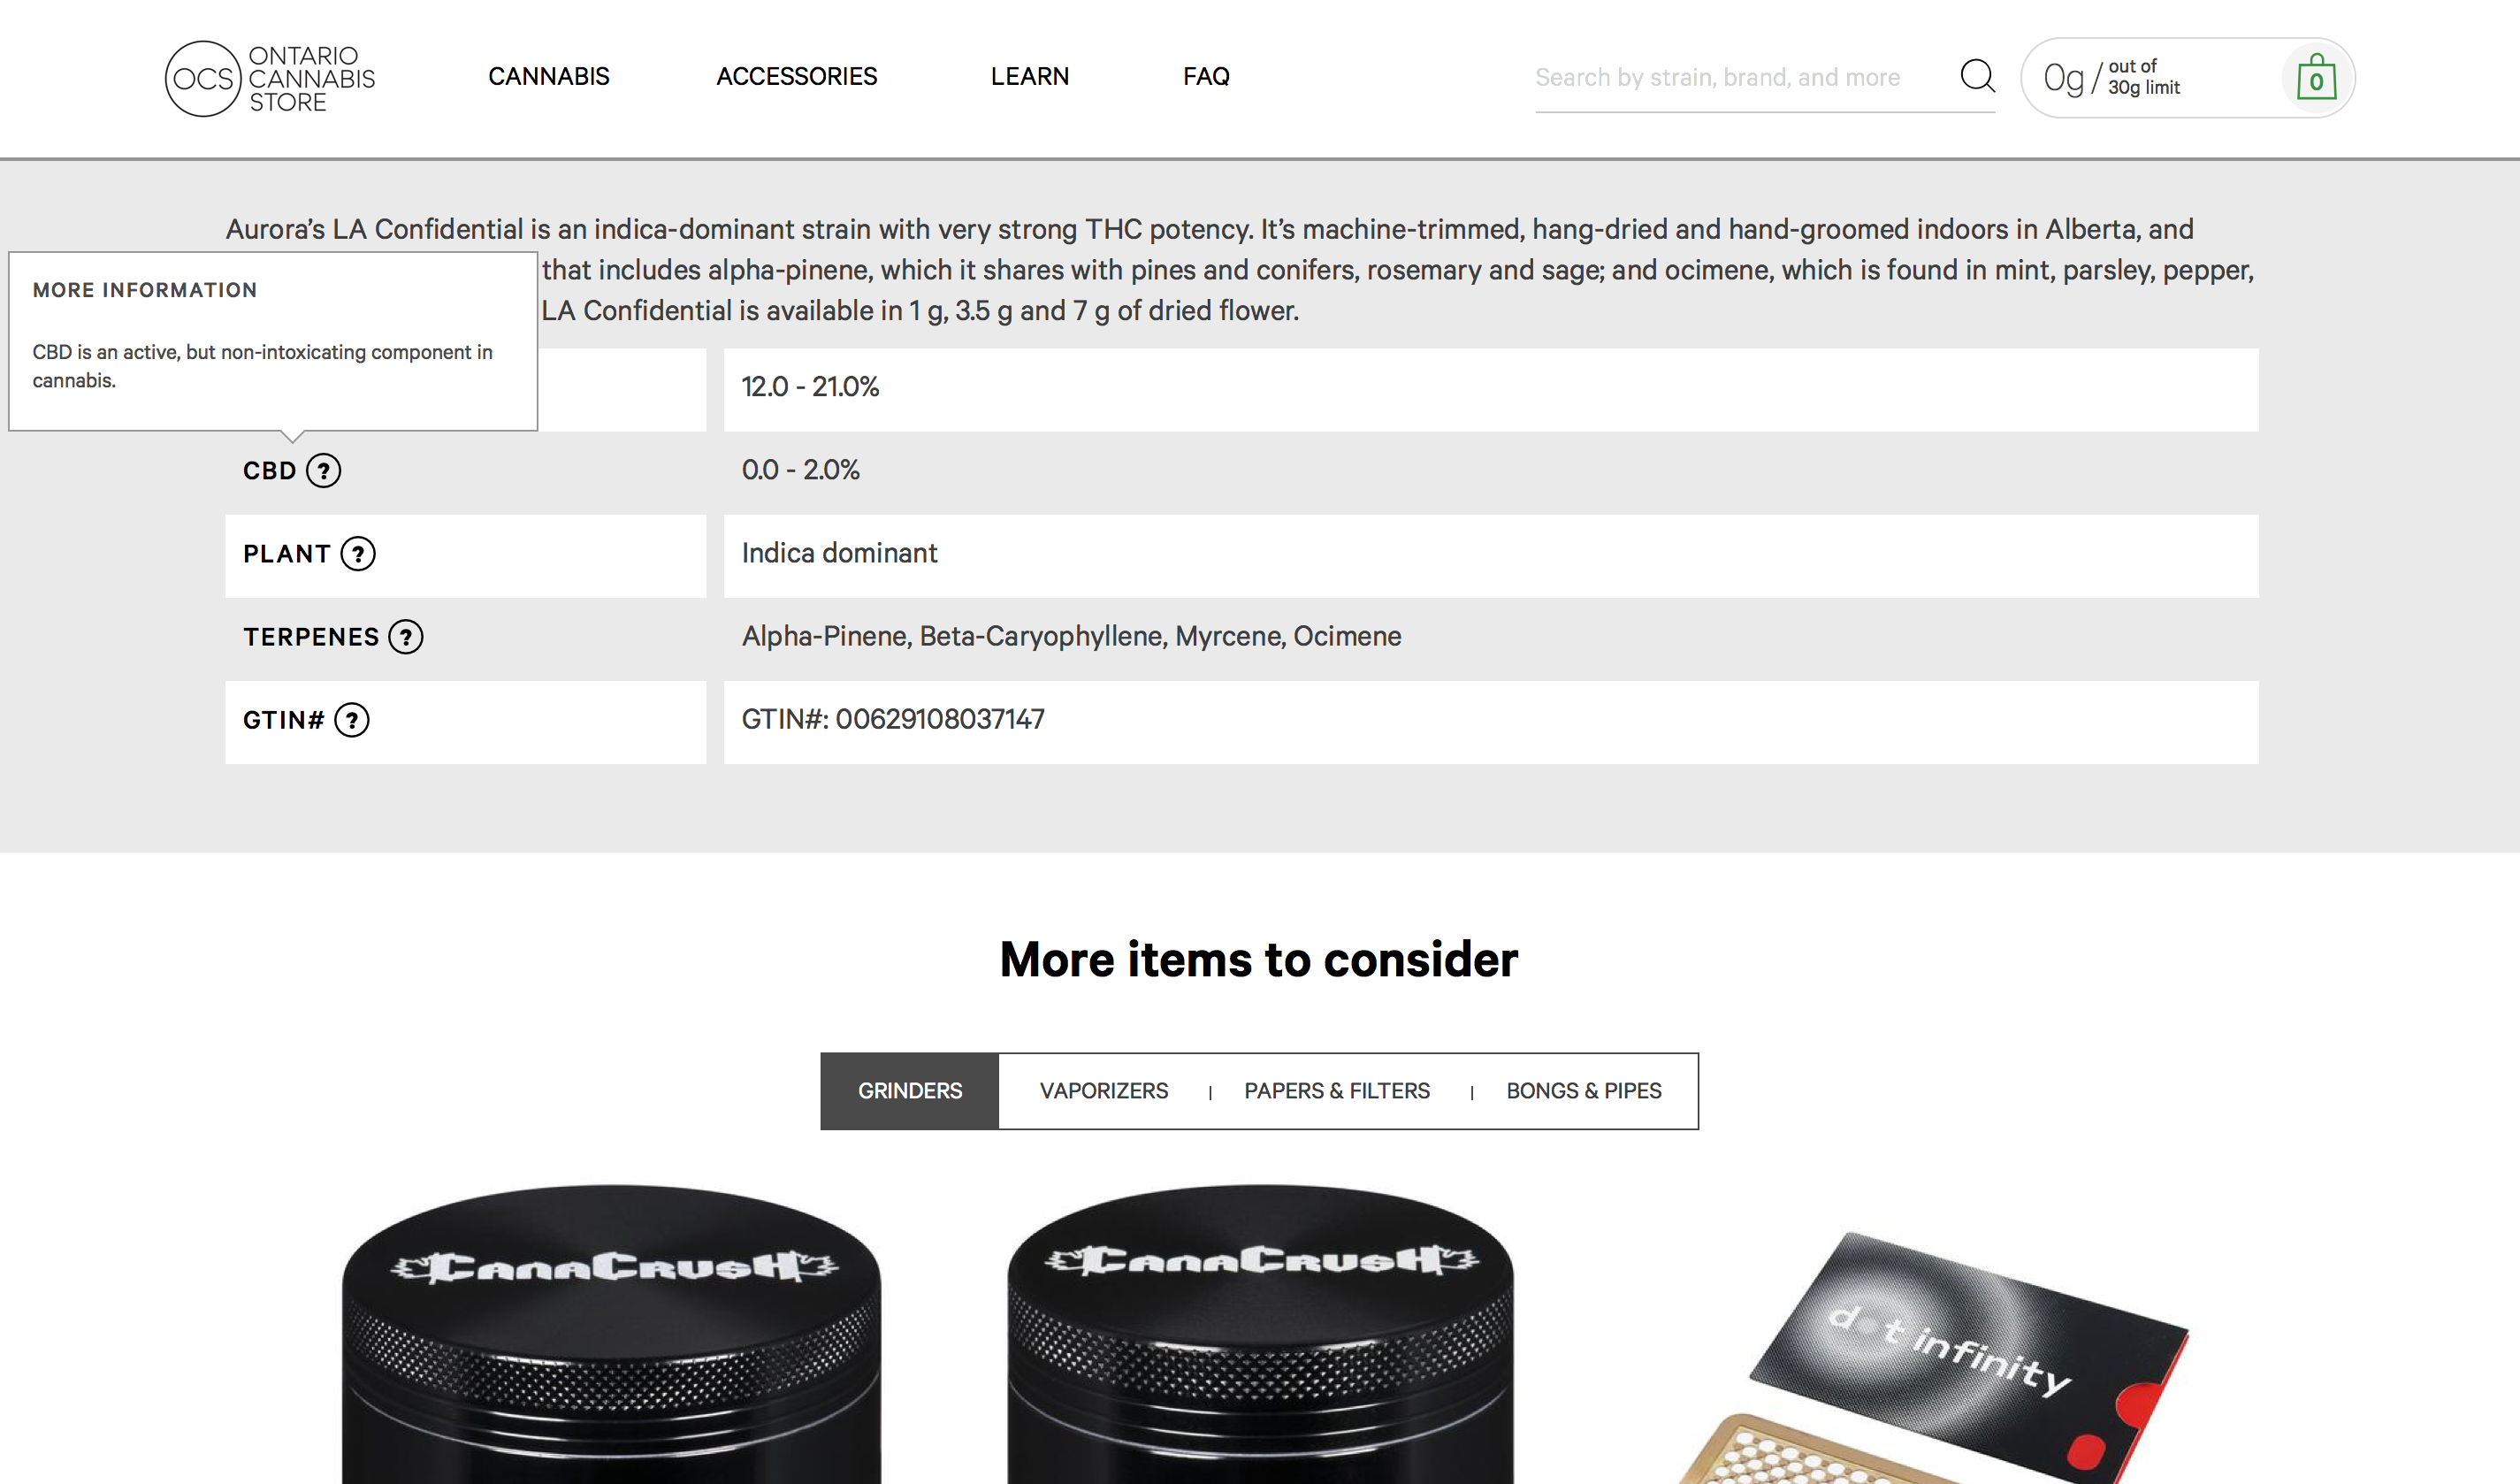 OCS
ONTARIO
CANNABIS
STORE
CANNABIS
ACCESSORIES
LEARN
FAQ
Search by strain, brand, and more
0g / out of
30g limit
0
Aurora’s LA Confidential is an indica-dominant strain with very strong THC potency. It’s machine-trimmed, hang-dried and hand-groomed indoors in Alberta, and
that includes alpha-pinene, which it shares with pines and conifers, rosemary and sage; and ocimene, which is found in mint, parsley, pepper,
LA Confidential is available in 1 g, 3.5 g and 7 g of dried flower.
MORE INFORMATION
CBD is an active, but non-intoxicating component in
cannabis.
12.0 - 21.0%
CBD ? 0.0 - 2.0%
PLANT ? Indica dominant
TERPENES ? Alpha-Pinene, Beta-Caryophyllene, Myrcene, Ocimene
GTIN# ? GTIN#: 00629108037147
More items to consider
GRINDERS
VAPORIZERS | PAPERS & FILTERS | BONGS & PIPES
CANACRUSH
CANACRUSH
dot infinity